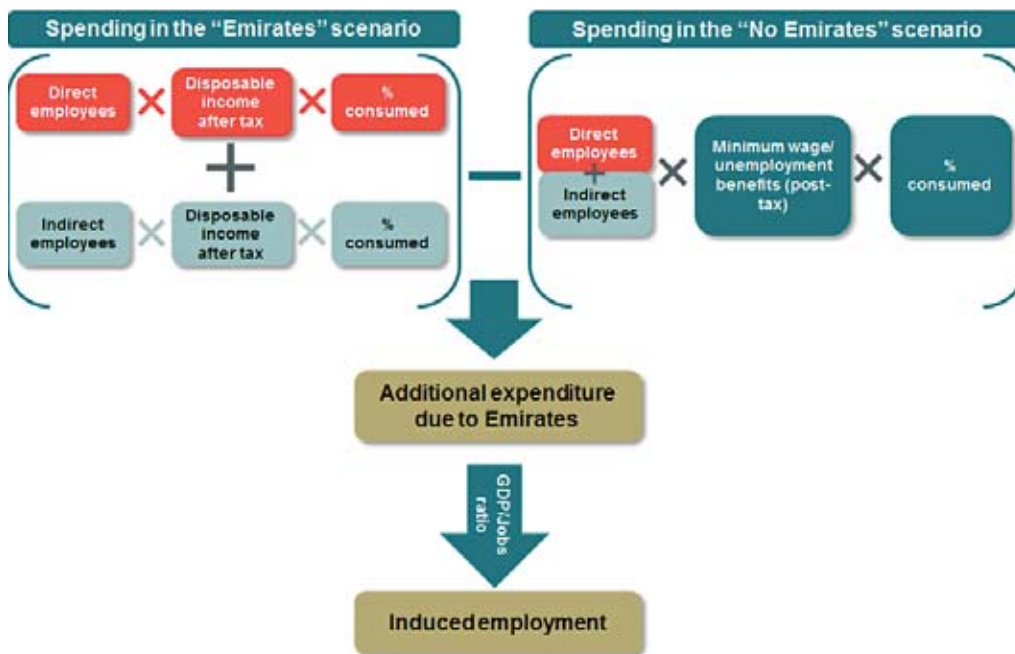 Spending in the “Emirates” scenario
Direct
employees
×
Disposable
income
after tax
×
%
consumed
+
Indirect
employees
×
Disposable
income
after tax
×
%
consumed
−
Spending in the “No Emirates” scenario
Direct
employees
+
Indirect
employees
×
Minimum wage/
unemployment
benefits (post-
tax)
×
%
consumed
Additional expenditure
due to Emirates
GDP/Jobs
ratio
Induced employment